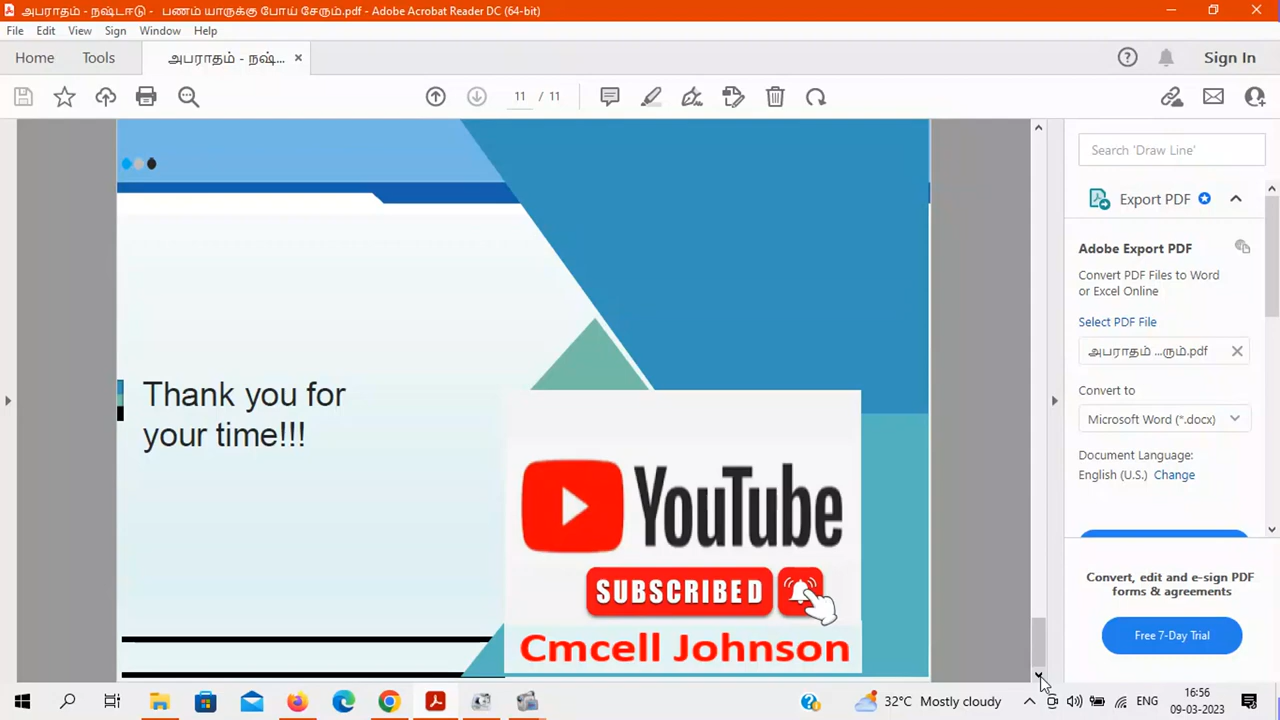 அபராதம் - நஷ்டஈடு - பணம் யாருக்கு போய் சேரும்.pdf - Adobe Acrobat Reader DC (64-bit)
File Edit View Sign Window Help
Home Tools அபராதம் - நஷ்... Sign In
11 / 11
Search 'Draw Line'
Export PDF
Adobe Export PDF
Convert PDF Files to Word
or Excel Online
Select PDF File
அபராதம் ...ரும்.pdf
Convert to
Microsoft Word (*.docx)
Document Language:
English (U.S.) Change
Convert, edit and e-sign PDF
forms & agreements
Free 7-Day Trial
Thank you for
your time!!!
YouTube
SUBSCRIBED
Cmcell Johnson
32°C Mostly cloudy ENG 16:56
09-03-2023